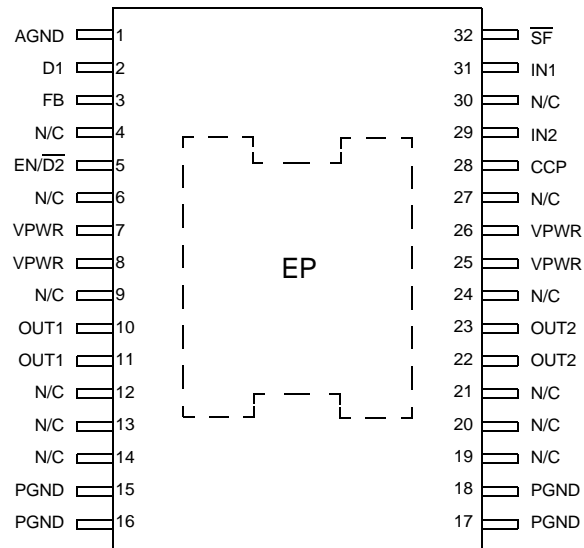 AGND 1
D1 2
FB 3
N/C 4
EN/D2̅ 5
N/C 6
VPWR 7
VPWR 8
N/C 9
OUT1 10
OUT1 11
N/C 12
N/C 13
N/C 14
PGND 15
PGND 16
EP
32 S̅F̅
31 IN1
30 N/C
29 IN2
28 CCP
27 N/C
26 VPWR
25 VPWR
24 N/C
23 OUT2
22 OUT2
21 N/C
20 N/C
19 N/C
18 PGND
17 PGND